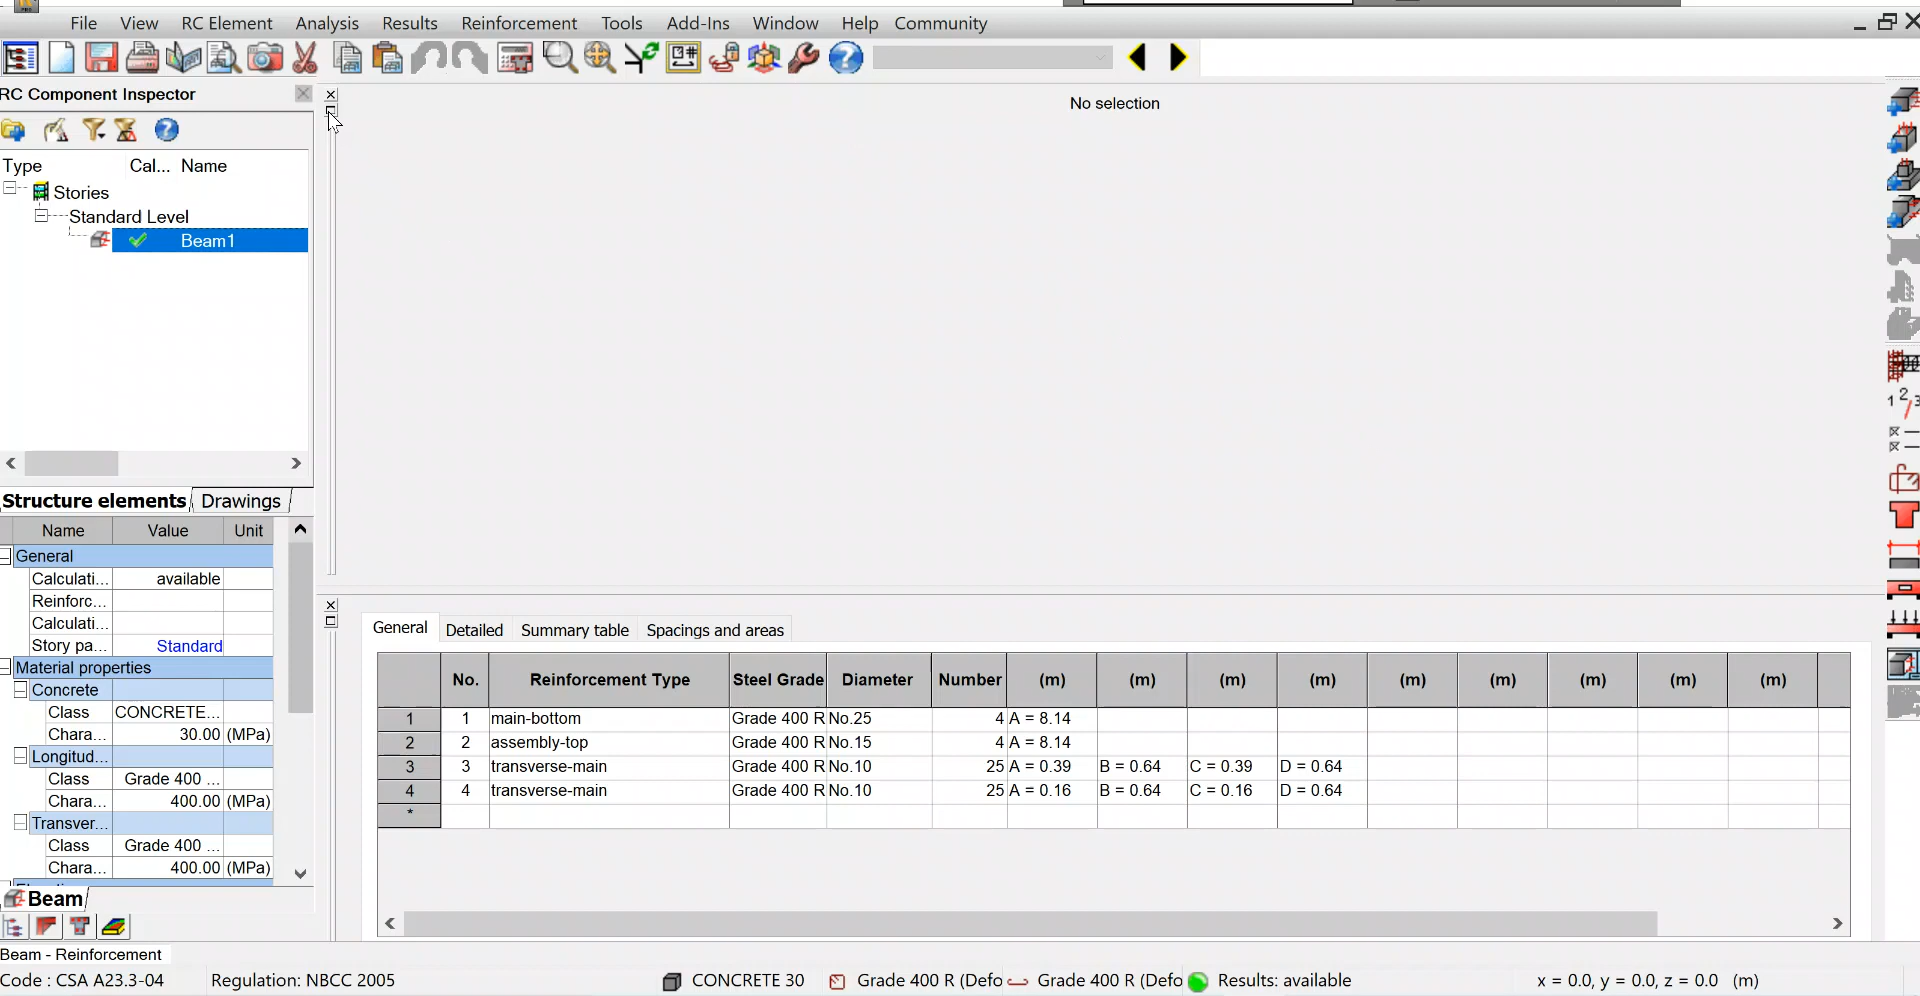 File View RC Element Analysis Results Reinforcement Tools Add-Ins Window Help Community
RC Component Inspector
No selection
Type Cal... Name
Stories
Standard Level
Beam1
Structure elements Drawings
Name Value Unit
General
Calculati... available
Reinforc...
Calculati...
Story pa... Standard
Material properties
Concrete
Class CONCRETE...
Chara... 30.00 (MPa)
Longitud...
Class Grade 400 ...
Chara... 400.00 (MPa)
Transver...
Class Grade 400 ...
Chara... 400.00 (MPa)
Beam
General Detailed Summary table Spacings and areas
No. Reinforcement Type Steel Grade Diameter Number (m) (m) (m) (m) (m) (m) (m) (m) (m)
1 1 main-bottom Grade 400 R No.25 4 A = 8.14
2 2 assembly-top Grade 400 R No.15 4 A = 8.14
3 3 transverse-main Grade 400 R No.10 25 A = 0.39 B = 0.64 C = 0.39 D = 0.64
4 4 transverse-main Grade 400 R No.10 25 A = 0.16 B = 0.64 C = 0.16 D = 0.64
*
Beam - Reinforcement
Code : CSA A23.3-04 Regulation: NBCC 2005 CONCRETE 30 Grade 400 R (Defo Grade 400 R (Defo Results: available x = 0.0, y = 0.0, z = 0.0 (m)